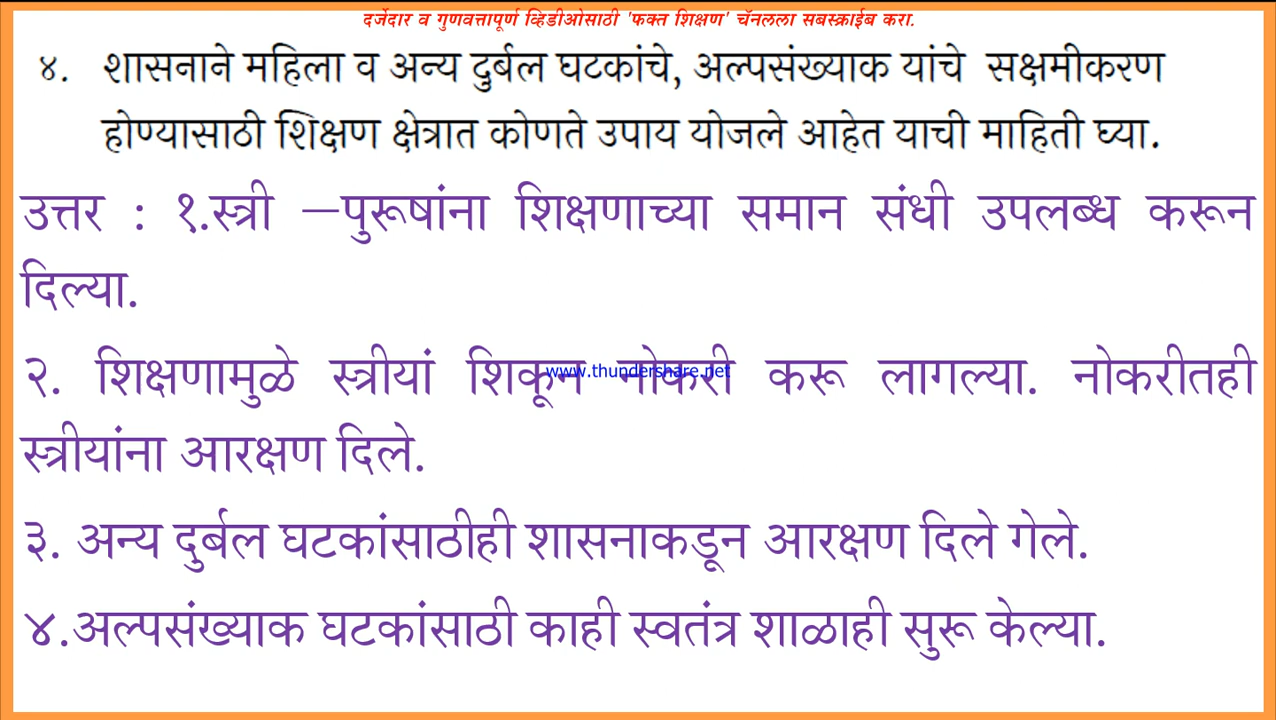 दर्जेदार व गुणवत्तापूर्ण व्हिडीओसाठी 'फक्त शिक्षण' चॅनलला सबस्क्राईब करा.
४. शासनाने महिला व अन्य दुर्बल घटकांचे, अल्पसंख्याक यांचे सक्षमीकरण
होण्यासाठी शिक्षण क्षेत्रात कोणते उपाय योजले आहेत याची माहिती घ्या.
उत्तर : १.स्त्री –पुरूषांना शिक्षणाच्या समान संधी उपलब्ध करून
दिल्या.
२. शिक्षणामुळे स्त्रीयां शिकून नोकरी करू लागल्या. नोकरीतही
www.thundershare.net
स्त्रीयांना आरक्षण दिले.
३. अन्य दुर्बल घटकांसाठीही शासनाकडून आरक्षण दिले गेले.
४.अल्पसंख्याक घटकांसाठी काही स्वतंत्र शाळाही सुरू केल्या.